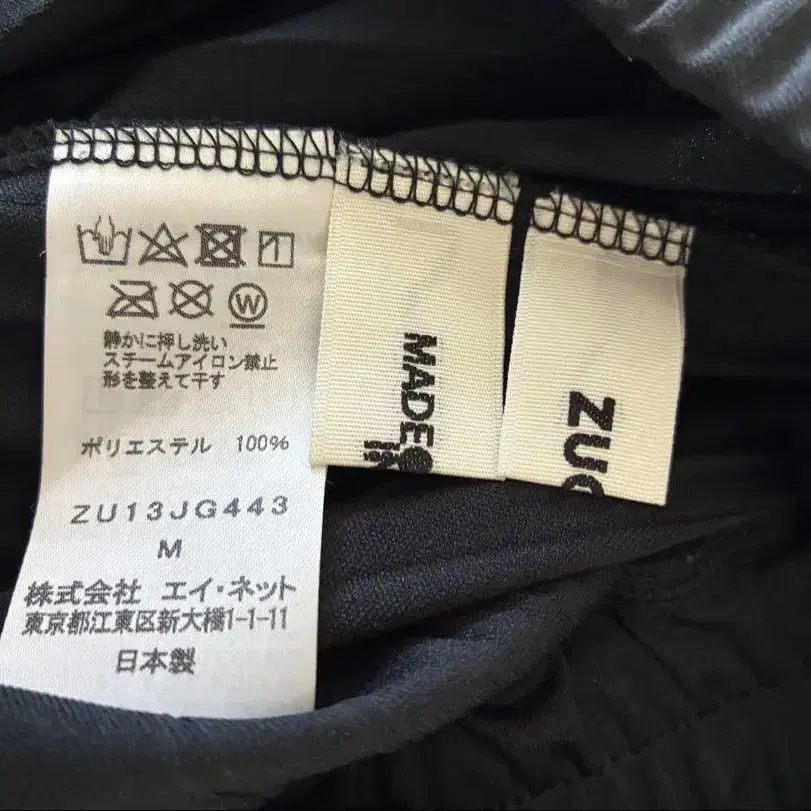 静かに押し洗い
スチームアイロン禁止
形を整えて干す
ポリエステル 100%
ZU13JG443
M
株式会社 エイ・ネット
東京都江東区新大橋1-1-11
日本製
MADE
ZUC
W